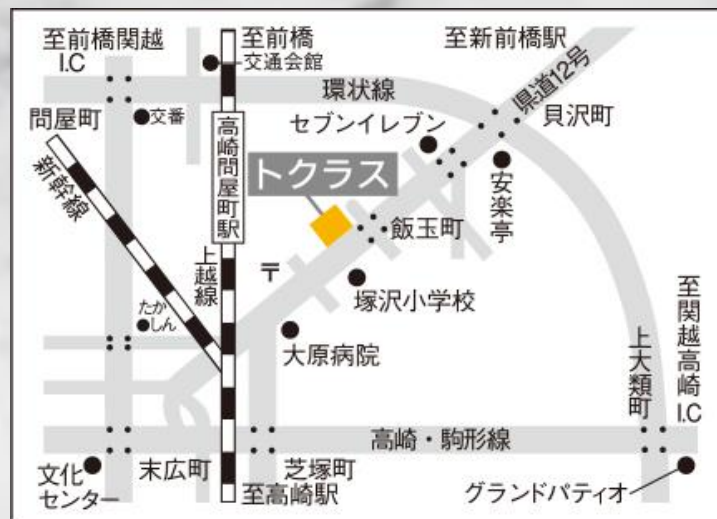 至前橋関越
I.C
至前橋
交通会館
至新前橋駅
県道12号
環状線
貝沢町
問屋町
交番
セブンイレブン
高崎問屋町駅
トクラス
新幹線
安楽亭
飯玉町
上越線
〒
塚沢小学校
たか
しん
大原病院
至関越高崎I.C
上大類町
高崎・駒形線
文化
センター
末広町
芝塚町
至高崎駅
グランドパティオ